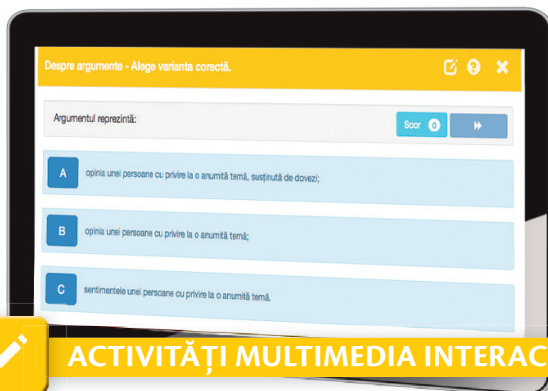 Despre argumente - Alege varianta corectă.
Argumentul reprezintă:
Scor 0
A opinia unei persoane cu privire la o anumită temă, susținută de dovezi;
B opinia unei persoane cu privire la o anumită temă;
C sentimentele unei persoane cu privire la o anumită temă.
ACTIVITĂȚI MULTIMEDIA INTERAC